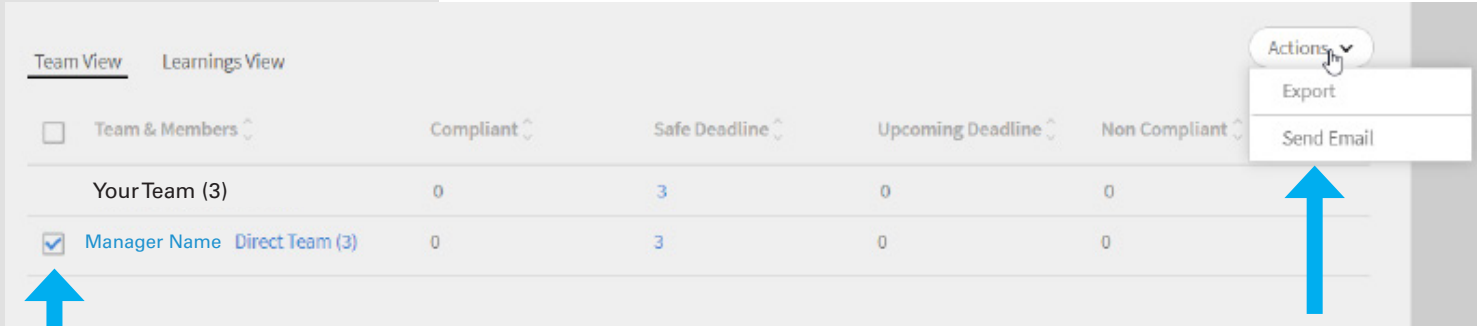 Team View Learnings View Actions
Export
Team & Members Compliant Safe Deadline Upcoming Deadline Non Compliant Send Email
Your Team (3) 0 3 0 0
Manager Name Direct Team (3) 0 3 0 0